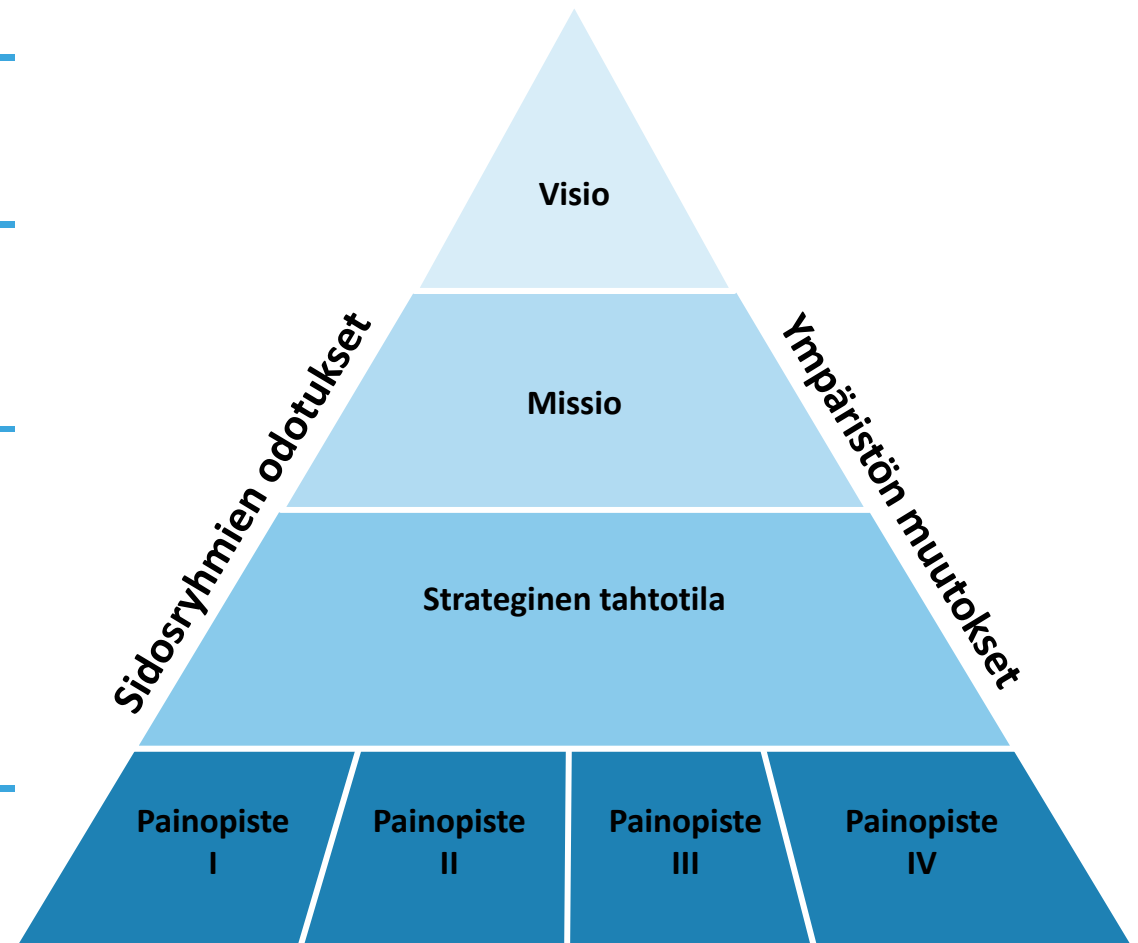 Visio
Missio
Sidosryhmien odotukset
Ympäristön muutokset
Strateginen tahtotila
Painopiste
I
Painopiste
II
Painopiste
III
Painopiste
IV